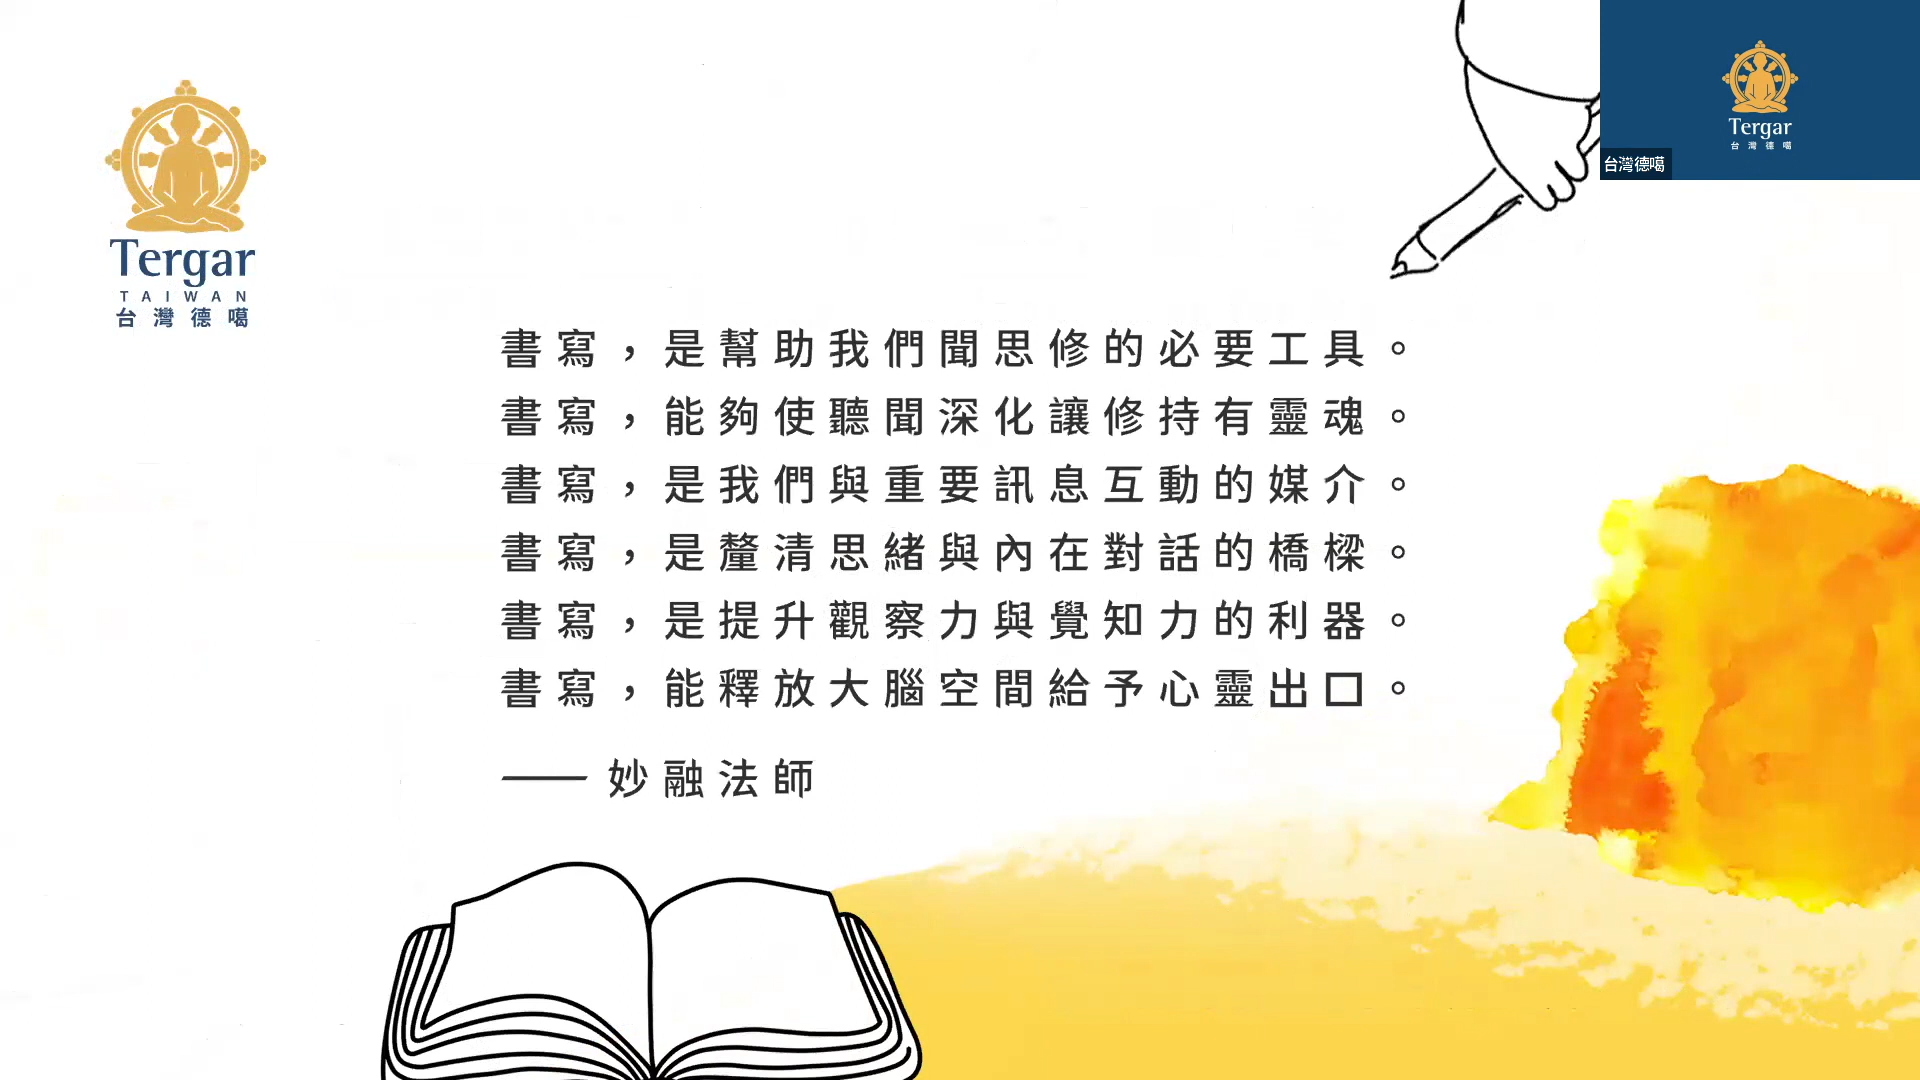 Tergar
TAIWAN
台灣德噶
書寫，是幫助我們聞思修的必要工具。
書寫，能夠使聽聞深化讓修持有靈魂。
書寫，是我們與重要訊息互動的媒介。
書寫，是釐清思緒與內在對話的橋樑。
書寫，是提升觀察力與覺知力的利器。
書寫，能釋放大腦空間給予心靈出口。
—— 妙融法師
Tergar
台灣德噶
台灣德噶